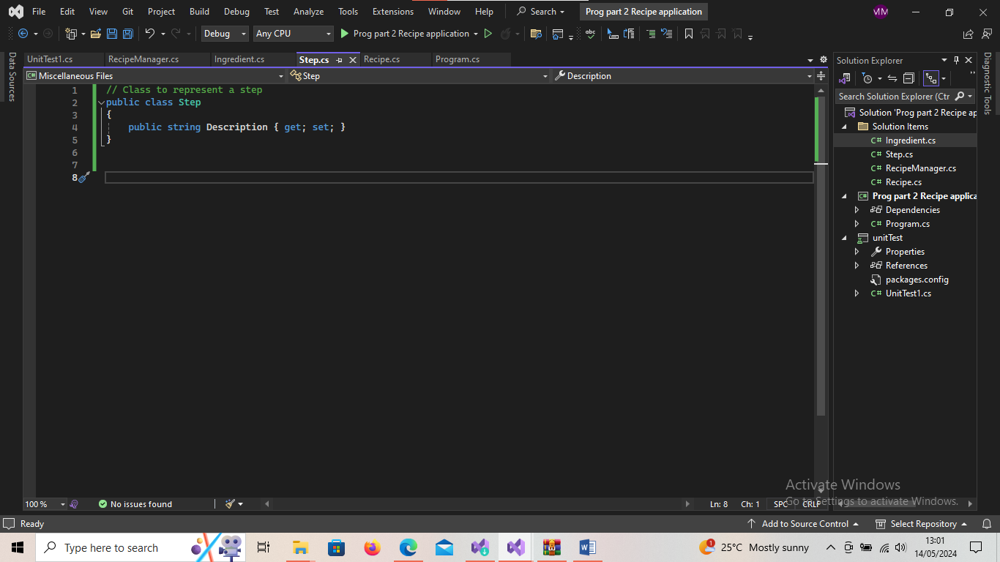 File Edit View Git Project Build Debug Test Analyze Tools Extensions Window Help Search Prog part 2 Recipe application MM
Debug Any CPU Prog part 2 Recipe application
Data Sources
UnitTest1.cs RecipeManager.cs Ingredient.cs Step.cs Recipe.cs Program.cs
Miscellaneous Files Step Description
1 // Class to represent a step
2 public class Step
3 {
4 public string Description { get; set; }
5 }
6
7
8
Solution Explorer
Search Solution Explorer (Ctr
Solution 'Prog part 2 Recipe ap
Solution Items
Ingredient.cs
Step.cs
RecipeManager.cs
Recipe.cs
Prog part 2 Recipe applica
Dependencies
Program.cs
unitTest
Properties
References
packages.config
UnitTest1.cs
Diagnostic Tools
Activate Windows
Go to Settings to activate Windows.
100 % No issues found Ln: 8 Ch: 1 SPC CRLF
Ready Add to Source Control Select Repository
Type here to search 1 25°C Mostly sunny 13:01
14/05/2024